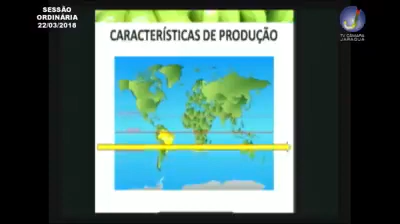 SESSÃO
ORDINÁRIA
22/03/2018
CARACTERÍSTICAS DE PRODUÇÃO
TV CÂMARA
JARAGUÁ